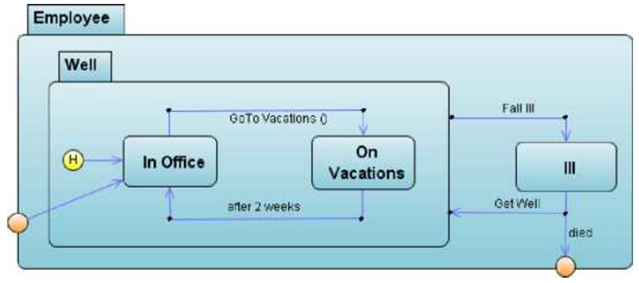 Employee
Well
GoTo Vacations ()
Fall Ill
H
In Office
On
Vacations
Ill
after 2 weeks
Get Well
died